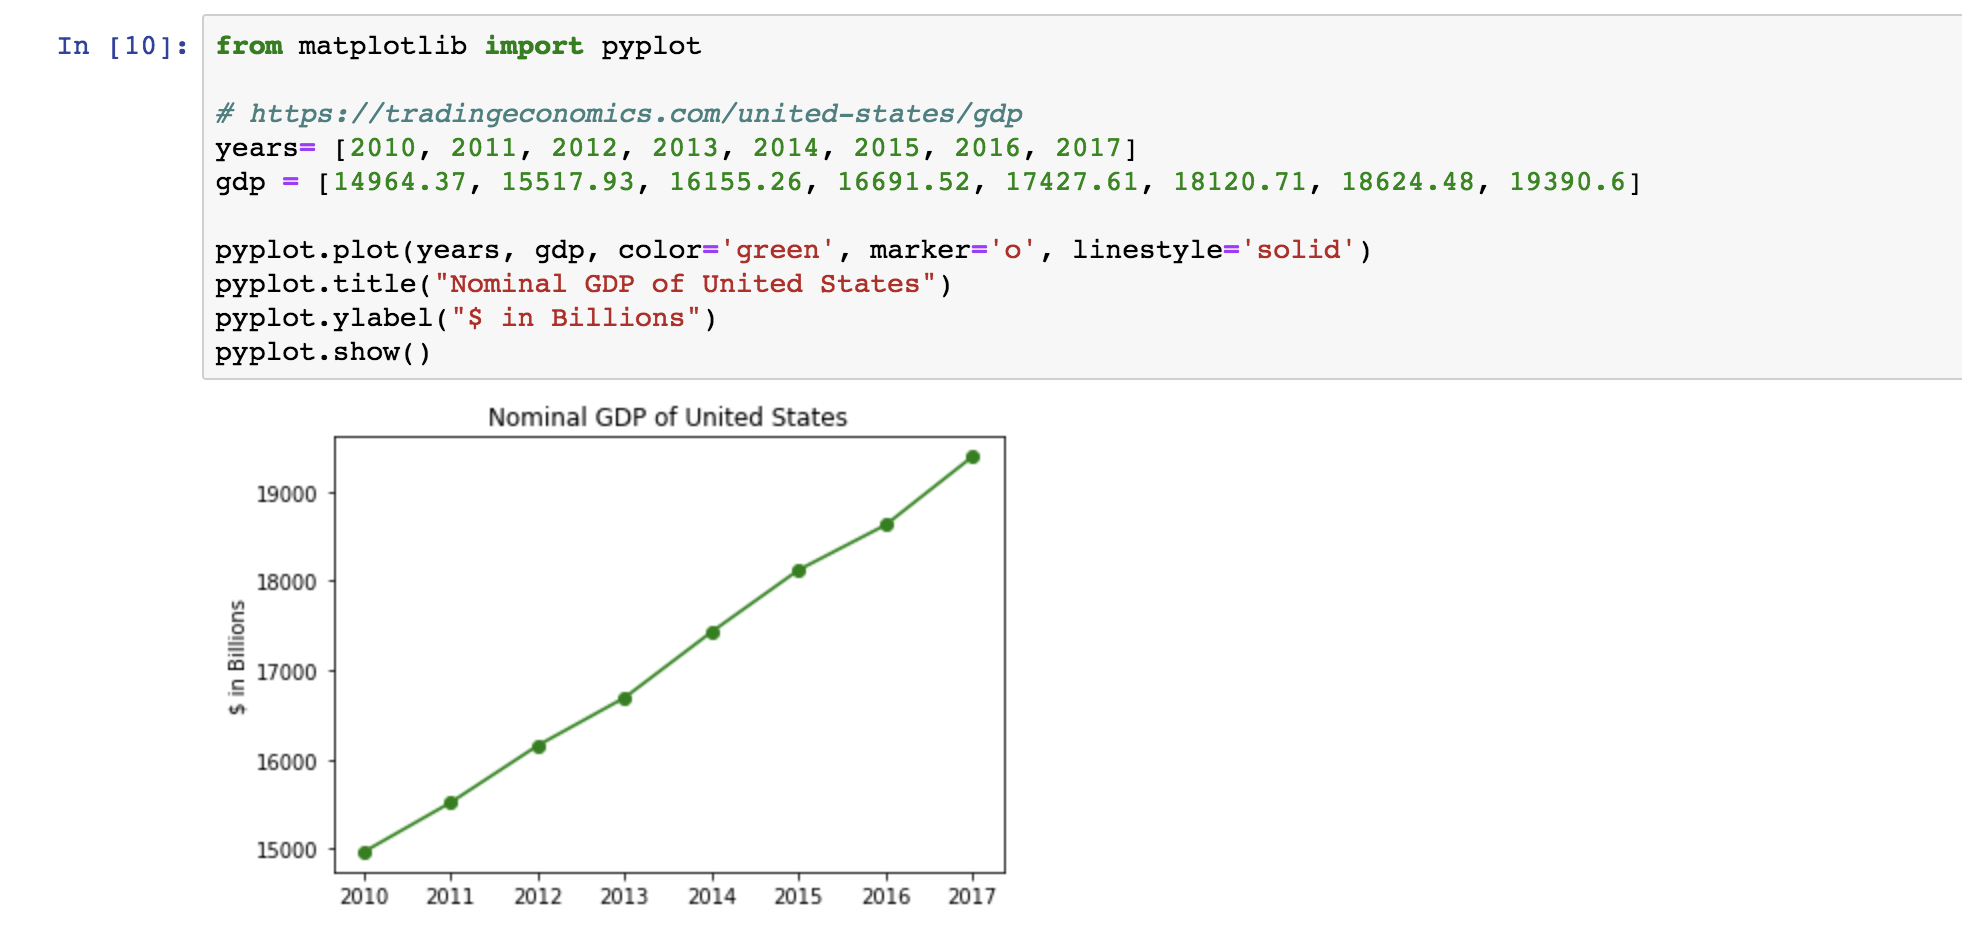 In [10]: from matplotlib import pyplot
# https://tradingeconomics.com/united-states/gdp
years= [2010, 2011, 2012, 2013, 2014, 2015, 2016, 2017]
gdp = [14964.37, 15517.93, 16155.26, 16691.52, 17427.61, 18120.71, 18624.48, 19390.6]
pyplot.plot(years, gdp, color='green', marker='o', linestyle='solid')
pyplot.title("Nominal GDP of United States")
pyplot.ylabel("$ in Billions")
pyplot.show()
Nominal GDP of United States
$ in Billions
19000
18000
17000
16000
15000
2010 2011 2012 2013 2014 2015 2016 2017